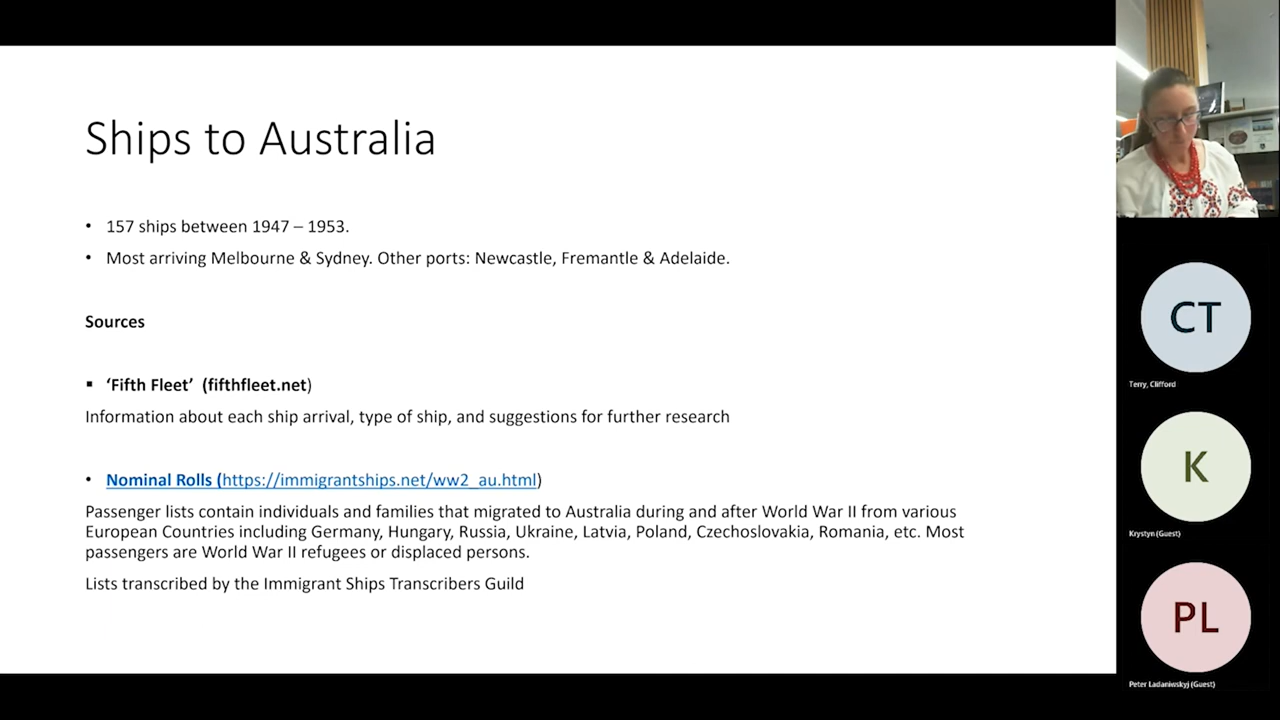 Ships to Australia
• 157 ships between 1947 – 1953.
• Most arriving Melbourne & Sydney. Other ports: Newcastle, Fremantle & Adelaide.
Sources
▪ ‘Fifth Fleet’ (fifthfleet.net)
Information about each ship arrival, type of ship, and suggestions for further research
• Nominal Rolls (https://immigrantships.net/ww2_au.html)
Passenger lists contain individuals and families that migrated to Australia during and after World War II from various
European Countries including Germany, Hungary, Russia, Ukraine, Latvia, Poland, Czechoslovakia, Romania, etc. Most
passengers are World War II refugees or displaced persons.
Lists transcribed by the Immigrant Ships Transcribers Guild
CT
Terry, Clifford
K
Krystyn (Guest)
PL
Peter Ladaniwskyj (Guest)